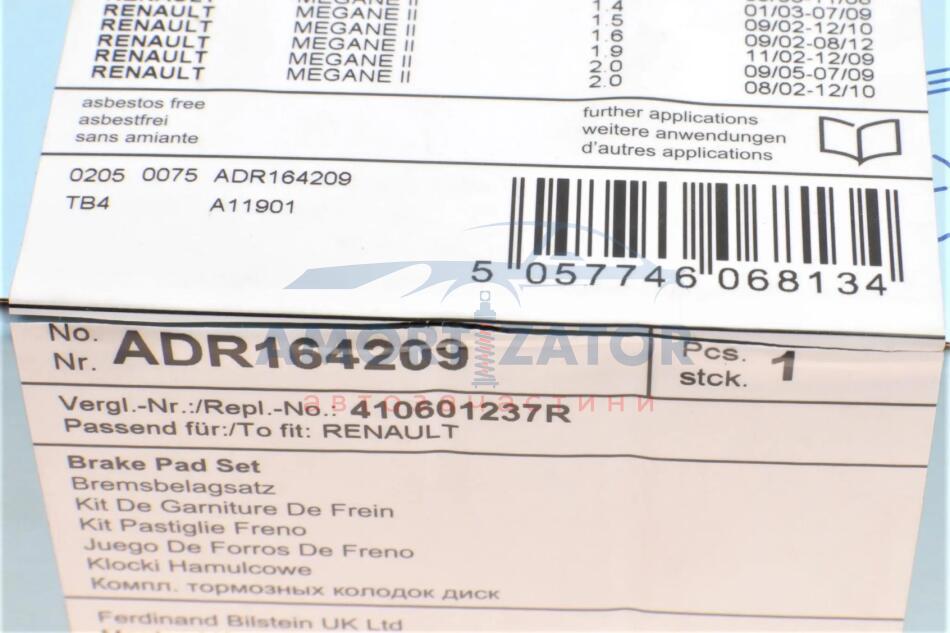 RENAULT MEGANE II 1.4 01/03-07/09
RENAULT MEGANE II 1.5 09/02-12/10
RENAULT MEGANE II 1.6 09/02-08/12
RENAULT MEGANE II 1.9 11/02-12/09
RENAULT MEGANE II 2.0 09/05-07/09
RENAULT MEGANE II 2.0 08/02-12/10
asbestos free
asbestfrei
sans amiante
further applications
weitere anwendungen
d'autres applications
0205 0075 ADR164209
TB4 A11901
5 057746 068134
AMORTIZATOR
автозапчастини
No.
Nr. ADR164209
Pcs.
stck. 1
Vergl.-Nr.:/Repl.-No.: 410601237R
Passend für:/To fit: RENAULT
Brake Pad Set
Bremsbelagsatz
Kit De Garniture De Frein
Kit Pastiglie Freno
Juego De Forros De Freno
Klocki Hamulcowe
Компл. тормозных колодок диск
Ferdinand Bilstein UK Ltd